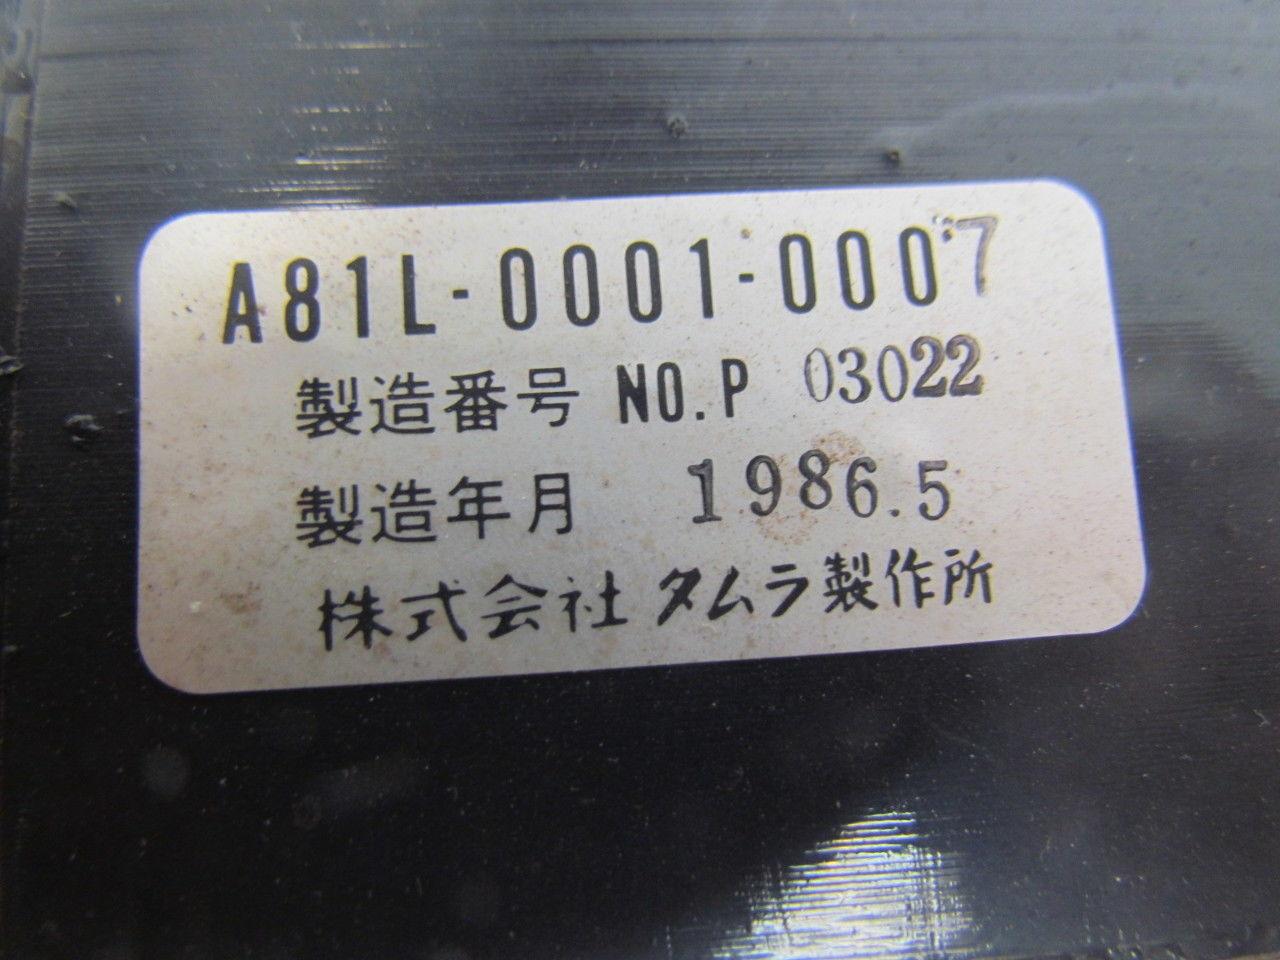 A81L-0001-0007
製造番号 NO.P 03022
製造年月 1986.5
株式会社 タムラ製作所